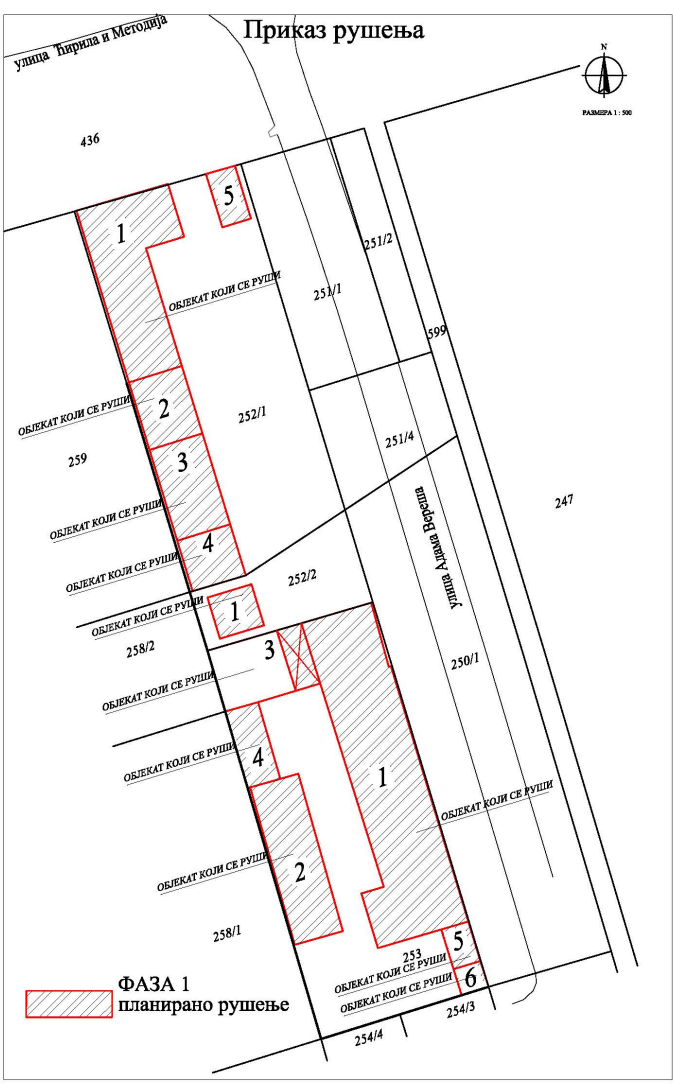 Приказ рушења
улица Ћирила и Методија
N
РАЗМЕРА 1 : 500
436
5
1
251/2
251/1
ОБЈЕКАТ КОЈИ СЕ РУШИ
599
2
252/1
ОБЈЕКАТ КОЈИ СЕ РУШИ
251/4
259
3
247
ОБЈЕКАТ КОЈИ СЕ РУШИ
улица Адама Вереша
4
ОБЈЕКАТ КОЈИ СЕ РУШИ
252/2
1
ОБЈЕКАТ КОЈИ СЕ РУШИ
258/2
3
250/1
ОБЈЕКАТ КОЈИ СЕ РУШИ
4
ОБЈЕКАТ КОЈИ СЕ РУШИ
1
ОБЈЕКАТ КОЈИ СЕ РУШИ
2
ОБЈЕКАТ КОЈИ СЕ РУШИ
258/1
253
5
ОБЈЕКАТ КОЈИ СЕ РУШИ
6
ОБЈЕКАТ КОЈИ СЕ РУШИ
ФАЗА 1
планирано рушење
254/3
254/4